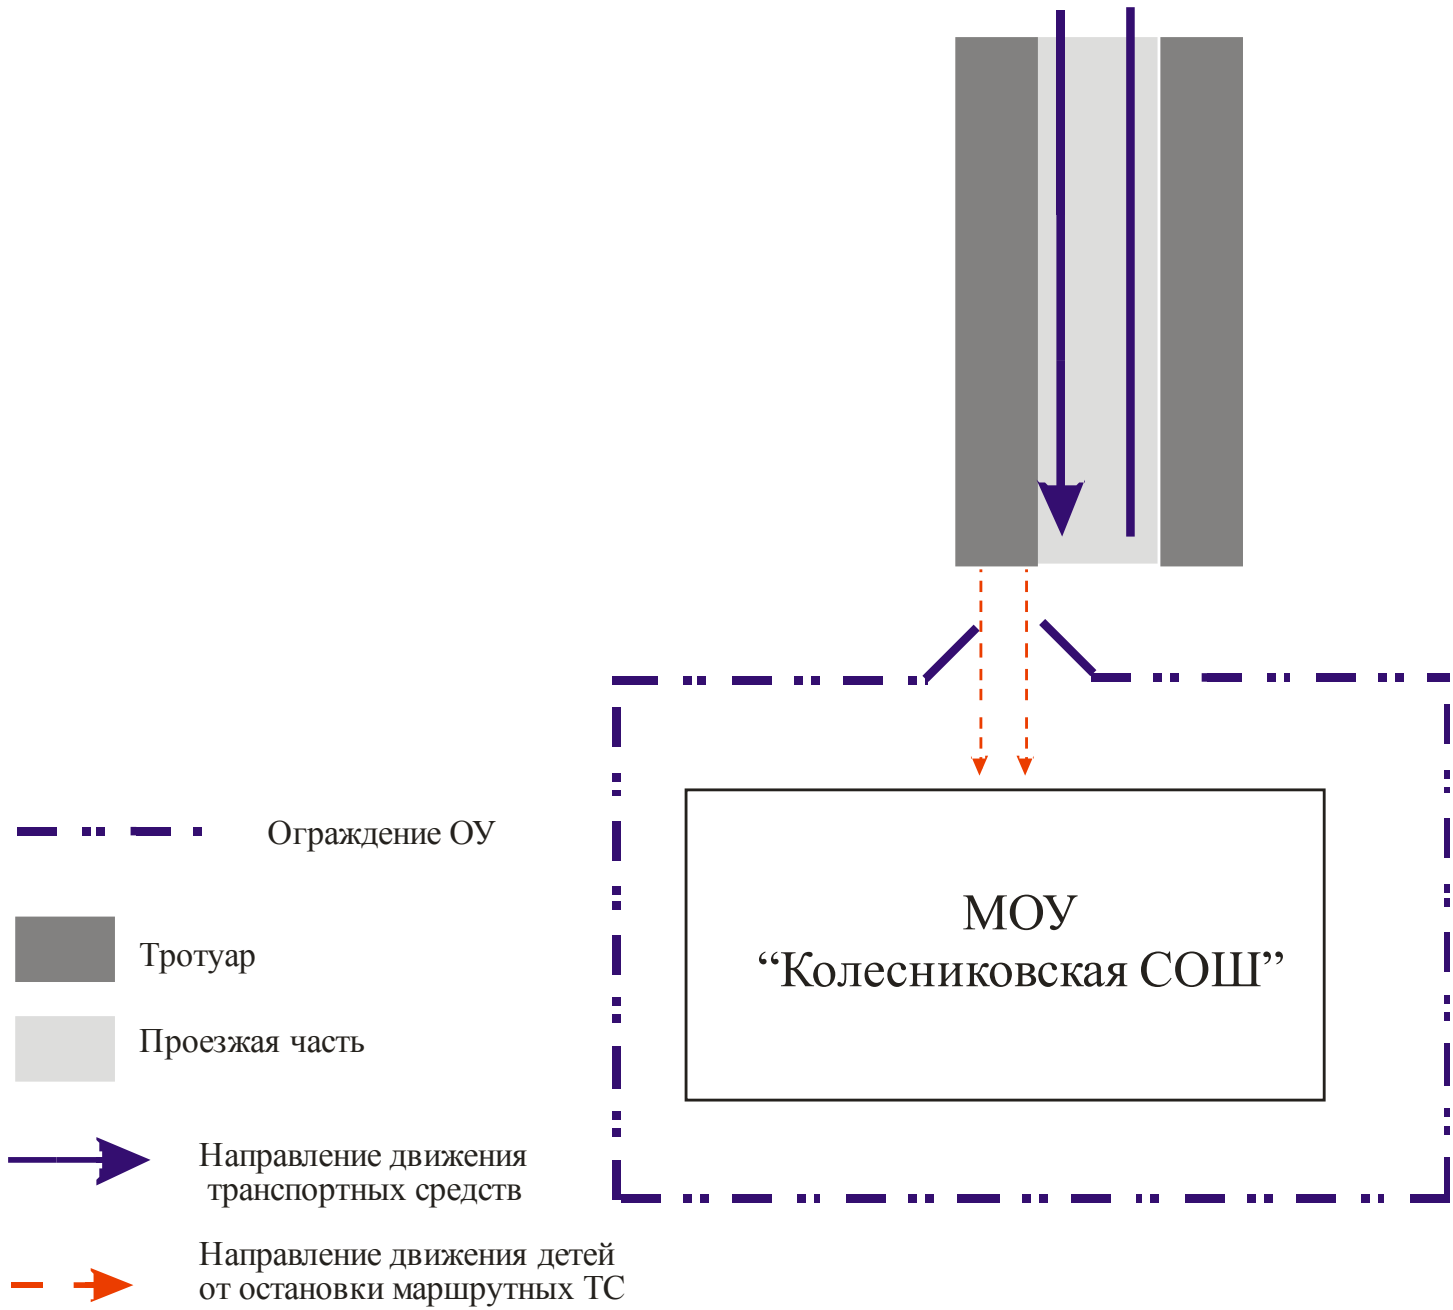 Ограждение ОУ
МОУ
“Колесниковская СОШ”
Тротуар
Проезжая часть
Направление движения
транспортных средств
Направление движения детей
от остановки маршрутных ТС